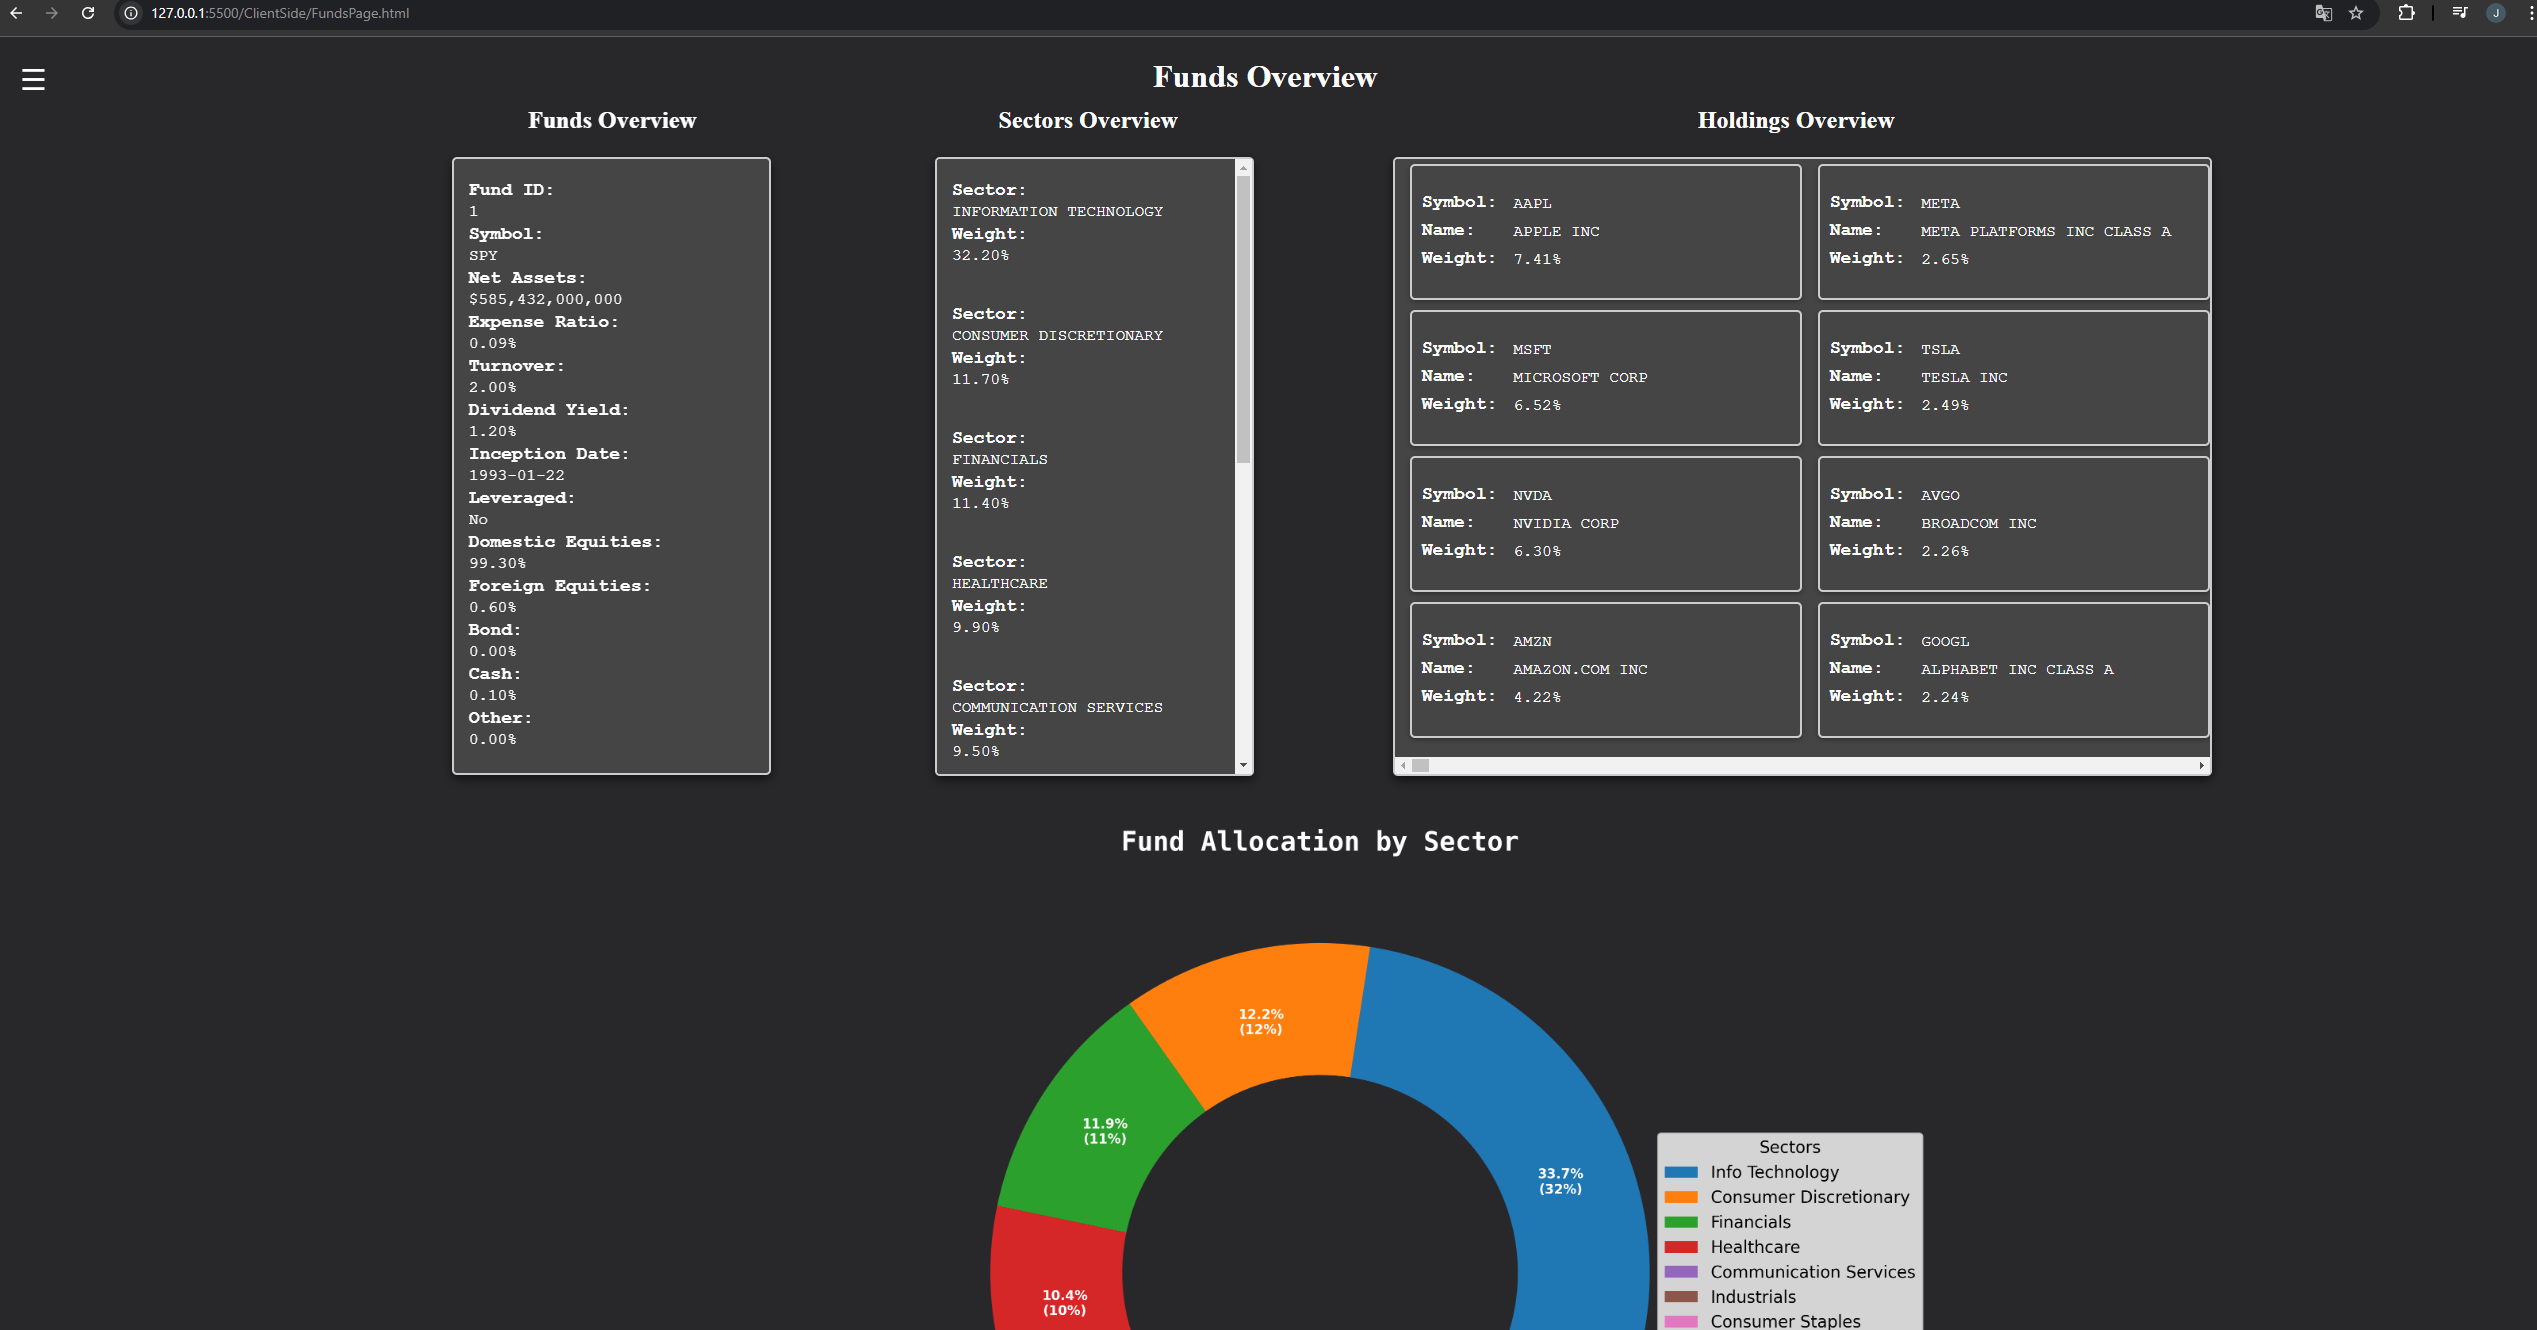 127.0.0.1:5500/ClientSide/FundsPage.html
J
Funds Overview
Funds Overview
Fund ID:
1
Symbol:
SPY
Net Assets:
$585,432,000,000
Expense Ratio:
0.09%
Turnover:
2.00%
Dividend Yield:
1.20%
Inception Date:
1993-01-22
Leveraged:
No
Domestic Equities:
99.30%
Foreign Equities:
0.60%
Bond:
0.00%
Cash:
0.10%
Other:
0.00%
Sectors Overview
Sector:
INFORMATION TECHNOLOGY
Weight:
32.20%
Sector:
CONSUMER DISCRETIONARY
Weight:
11.70%
Sector:
FINANCIALS
Weight:
11.40%
Sector:
HEALTHCARE
Weight:
9.90%
Sector:
COMMUNICATION SERVICES
Weight:
9.50%
Holdings Overview
Symbol: AAPL
Name: APPLE INC
Weight: 7.41%
Symbol: META
Name: META PLATFORMS INC CLASS A
Weight: 2.65%
Symbol: MSFT
Name: MICROSOFT CORP
Weight: 6.52%
Symbol: TSLA
Name: TESLA INC
Weight: 2.49%
Symbol: NVDA
Name: NVIDIA CORP
Weight: 6.30%
Symbol: AVGO
Name: BROADCOM INC
Weight: 2.26%
Symbol: AMZN
Name: AMAZON.COM INC
Weight: 4.22%
Symbol: GOOGL
Name: ALPHABET INC CLASS A
Weight: 2.24%
Fund Allocation by Sector
12.2%
(12%)
11.9%
(11%)
33.7%
(32%)
10.4%
(10%)
Sectors
Info Technology
Consumer Discretionary
Financials
Healthcare
Communication Services
Industrials
Consumer Staples